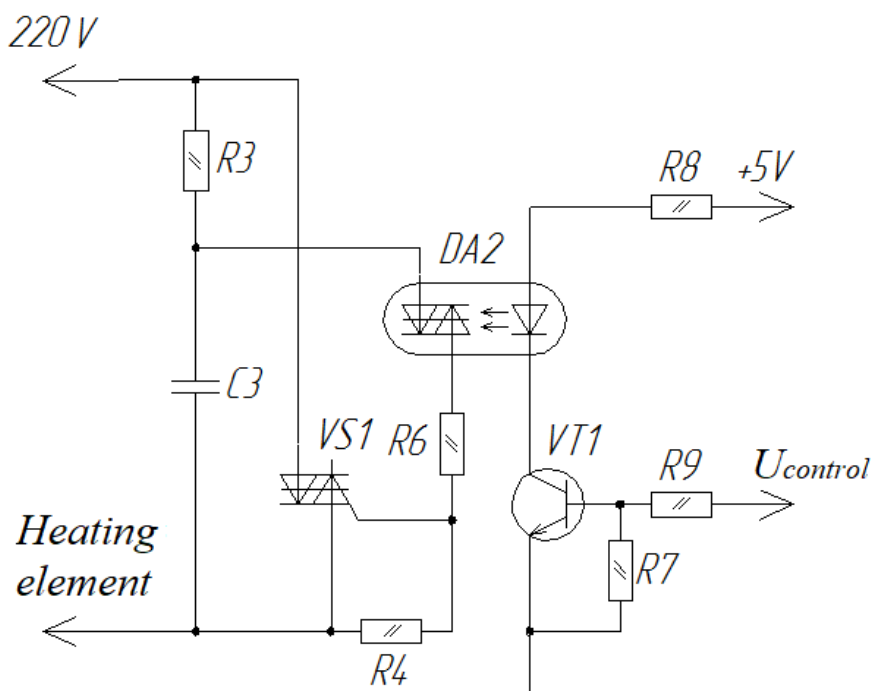 220 V
R3
R8
+5V
DA2
C3
VS1
R6
VT1
R9
Ucontrol
Heating
element
R7
R4